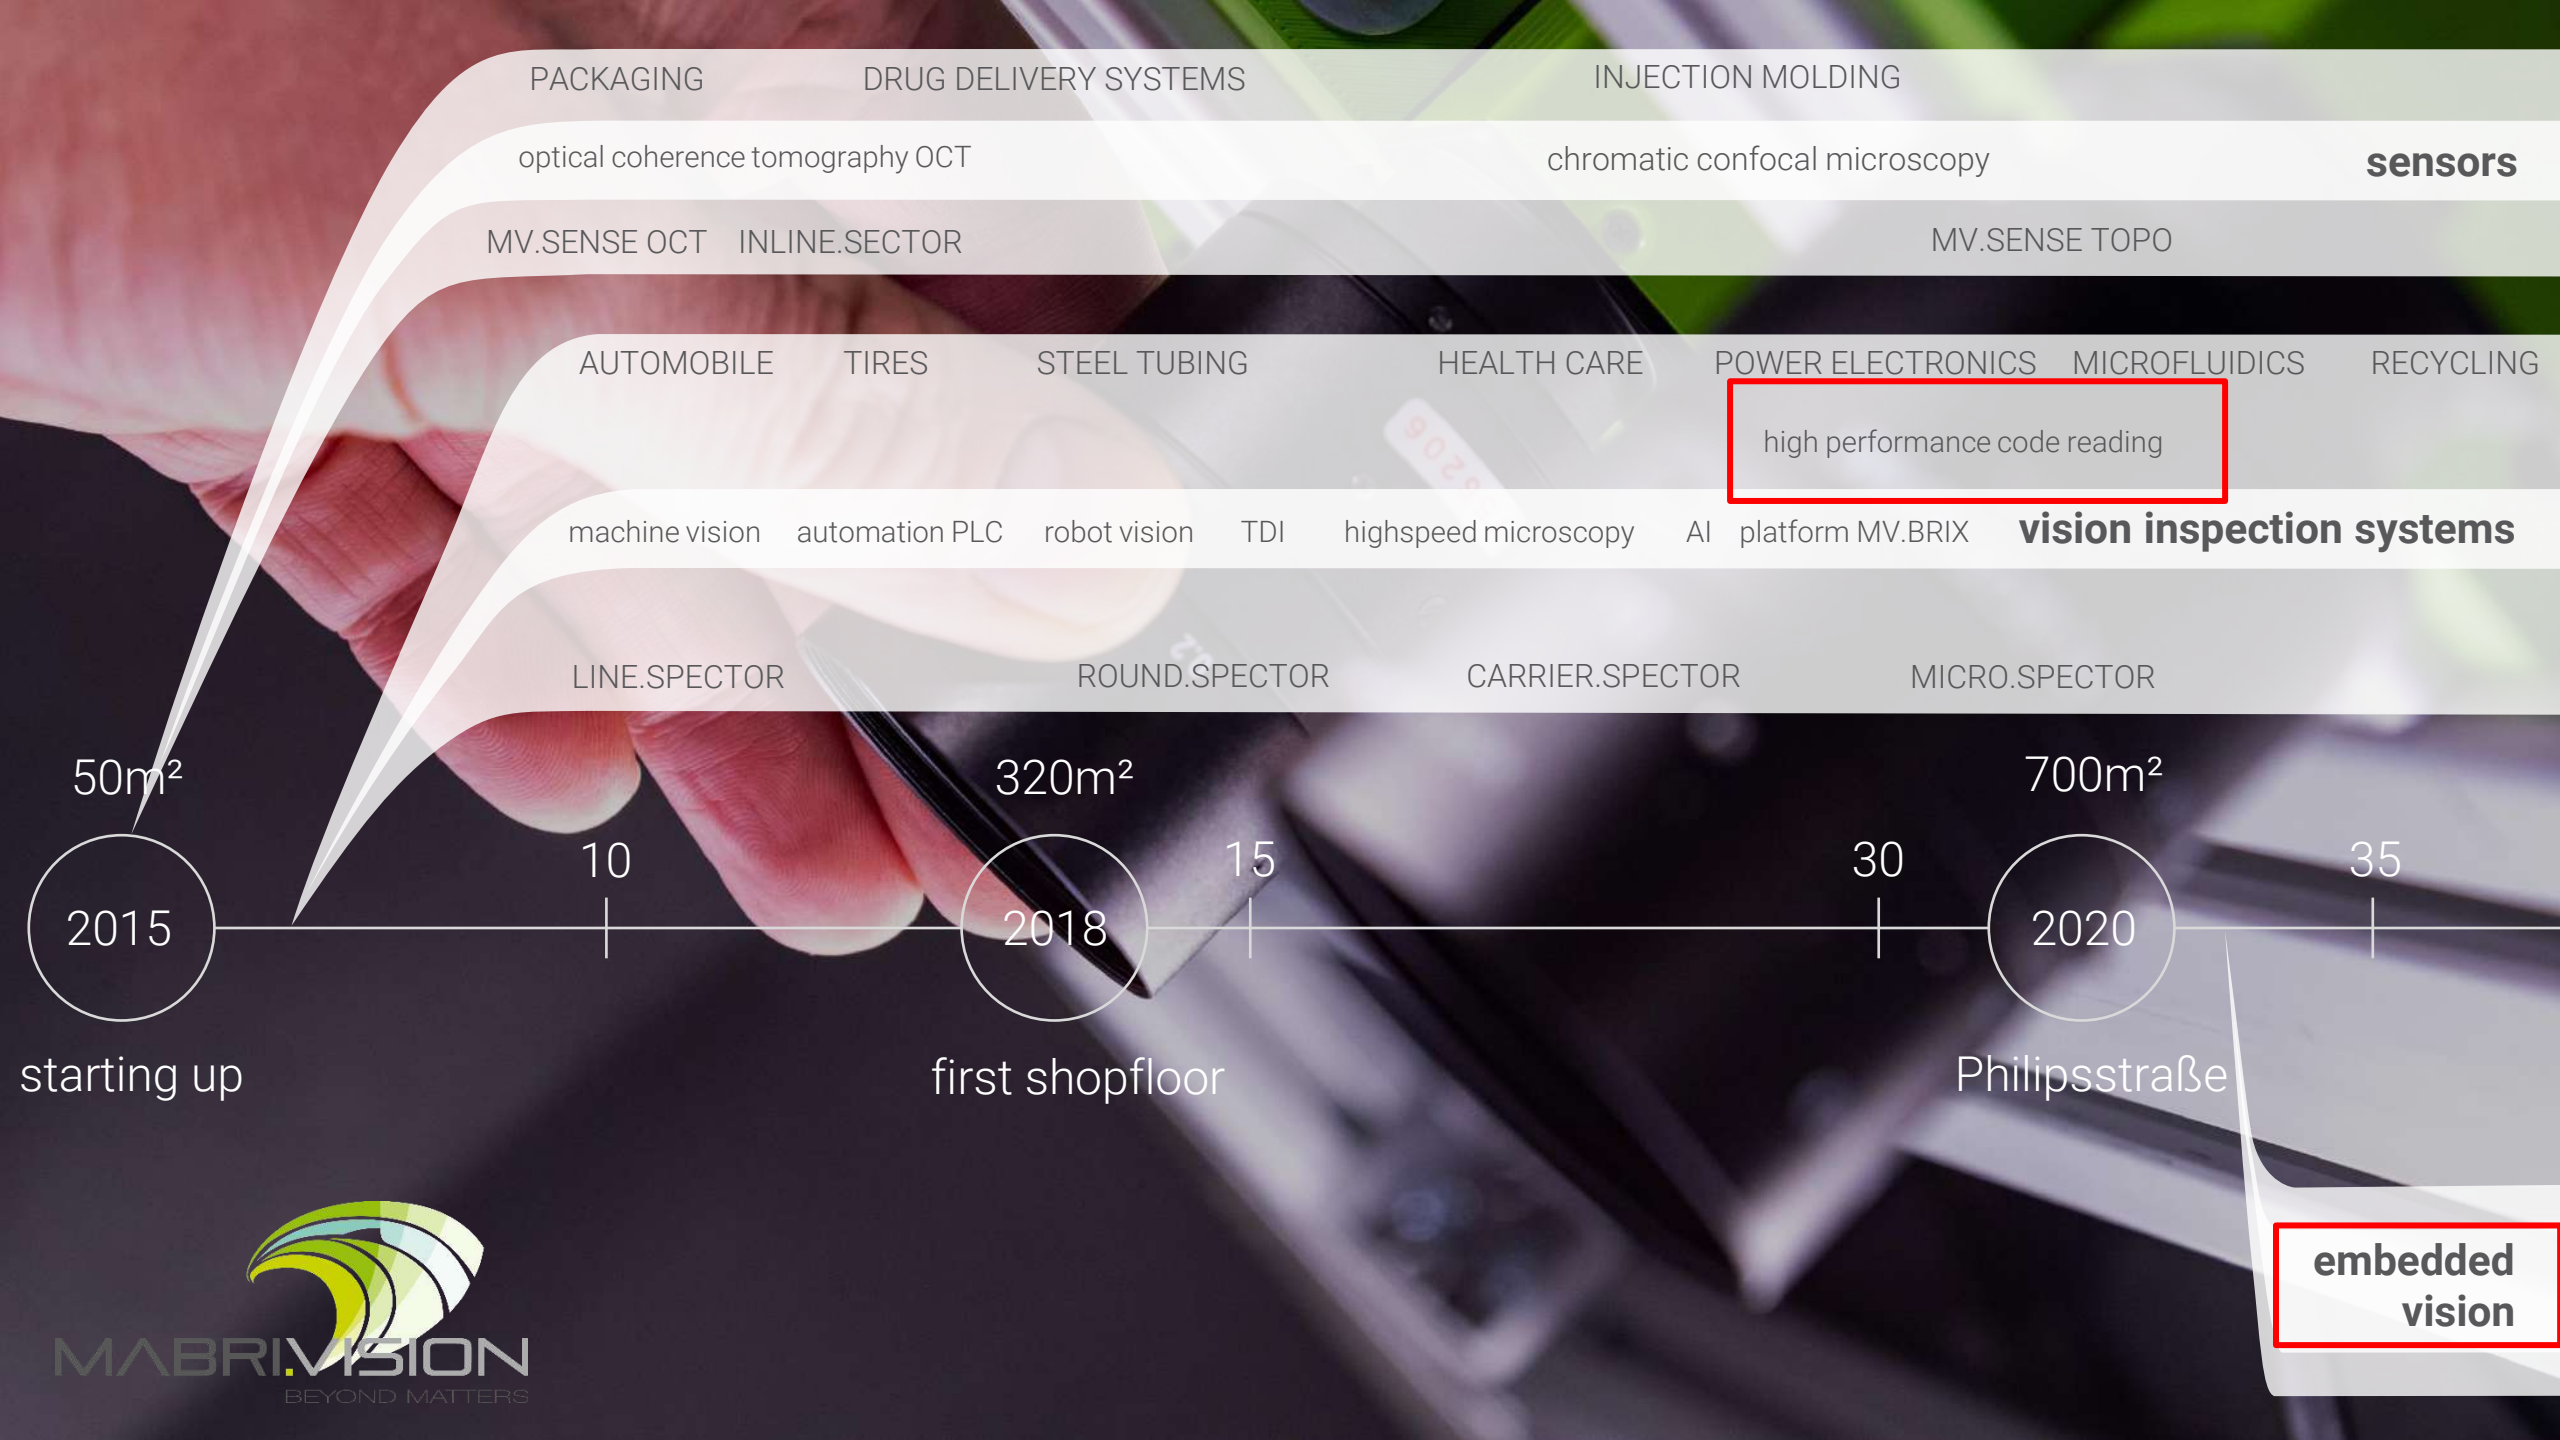 PACKAGING DRUG DELIVERY SYSTEMS INJECTION MOLDING
optical coherence tomography OCT chromatic confocal microscopy sensors
MV.SENSE OCT INLINE.SECTOR MV.SENSE TOPO
AUTOMOBILE TIRES STEEL TUBING HEALTH CARE POWER ELECTRONICS MICROFLUIDICS RECYCLING
high performance code reading
machine vision automation PLC robot vision TDI highspeed microscopy AI platform MV.BRIX vision inspection systems
LINE.SPECTOR ROUND.SPECTOR CARRIER.SPECTOR MICRO.SPECTOR
50m² 320m² 700m²
10 15 30 35
2015 2018 2020
starting up first shopfloor Philipsstraße
embedded
vision
MABRI.VISION
BEYOND MATTERS